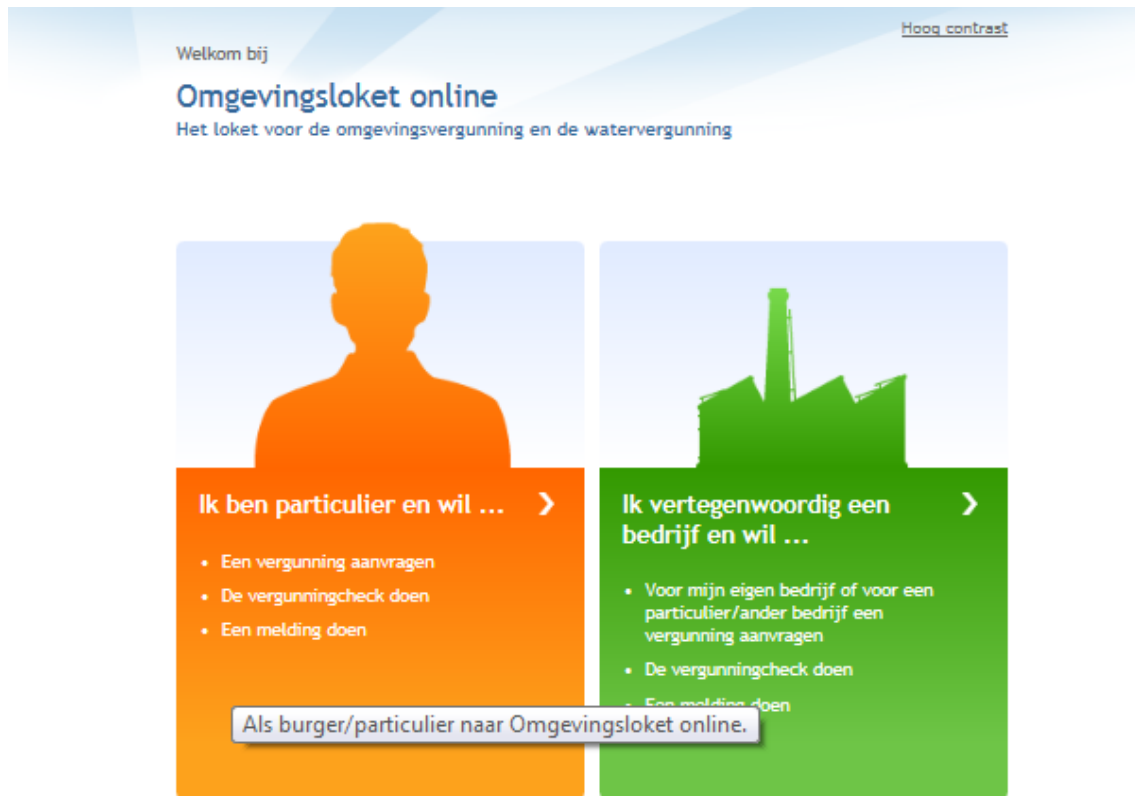 Hoog contrast
Welkom bij
Omgevingsloket online
Het loket voor de omgevingsvergunning en de watervergunning
Ik ben particulier en wil ...
• Een vergunning aanvragen
• De vergunningcheck doen
• Een melding doen
Ik vertegenwoordig een
bedrijf en wil ...
• Voor mijn eigen bedrijf of voor een
particulier/ander bedrijf een
vergunning aanvragen
• De vergunningcheck doen
• Een melding doen
Als burger/particulier naar Omgevingsloket online.